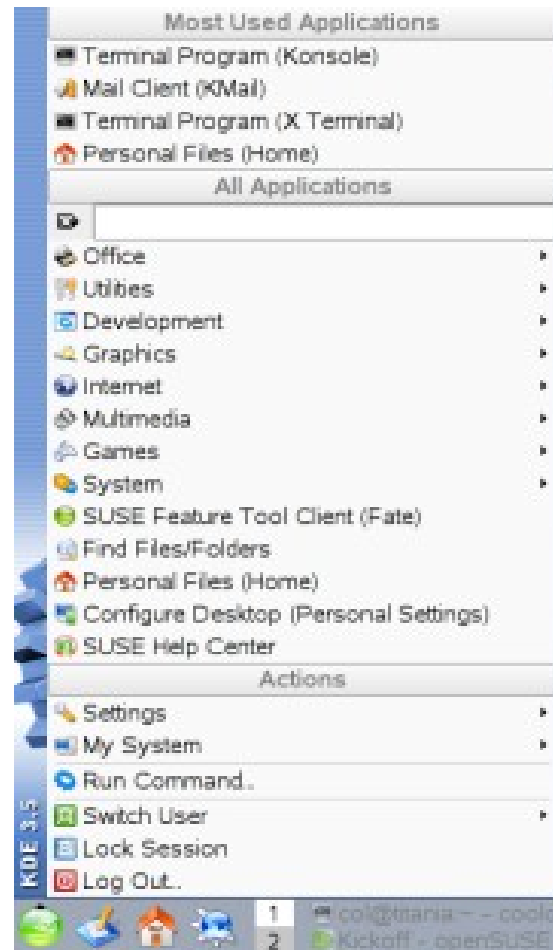 Most Used Applications
Terminal Program (Konsole)
Mail Client (KMail)
Terminal Program (X Terminal)
Personal Files (Home)
All Applications
Office
Utilities
Development
Graphics
Internet
Multimedia
Games
System
SUSE Feature Tool Client (Fate)
Find Files/Folders
Personal Files (Home)
Configure Desktop (Personal Settings)
SUSE Help Center
Actions
Settings
My System
Run Command..
Switch User
Lock Session
Log Out..
KDE 3.5
1
2
col@titania ~ - coolo
Kickoff - openSUSE